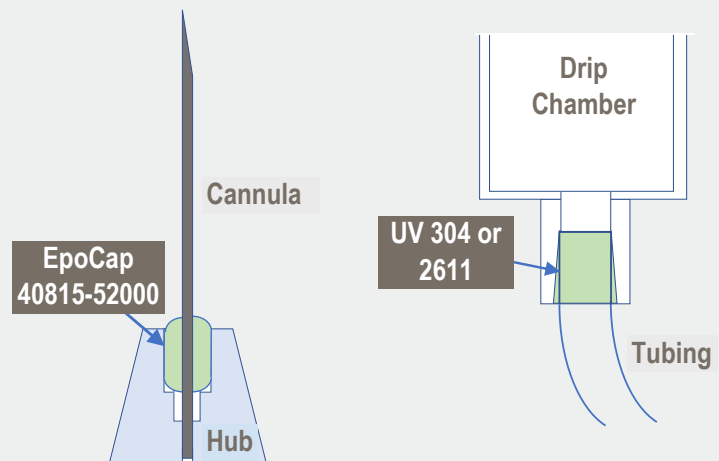 Drip
Chamber
Cannula
UV 304 or
2611
EpoCap
40815-52000
Tubing
Hub